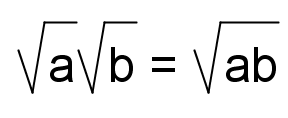 √a√b = √ab